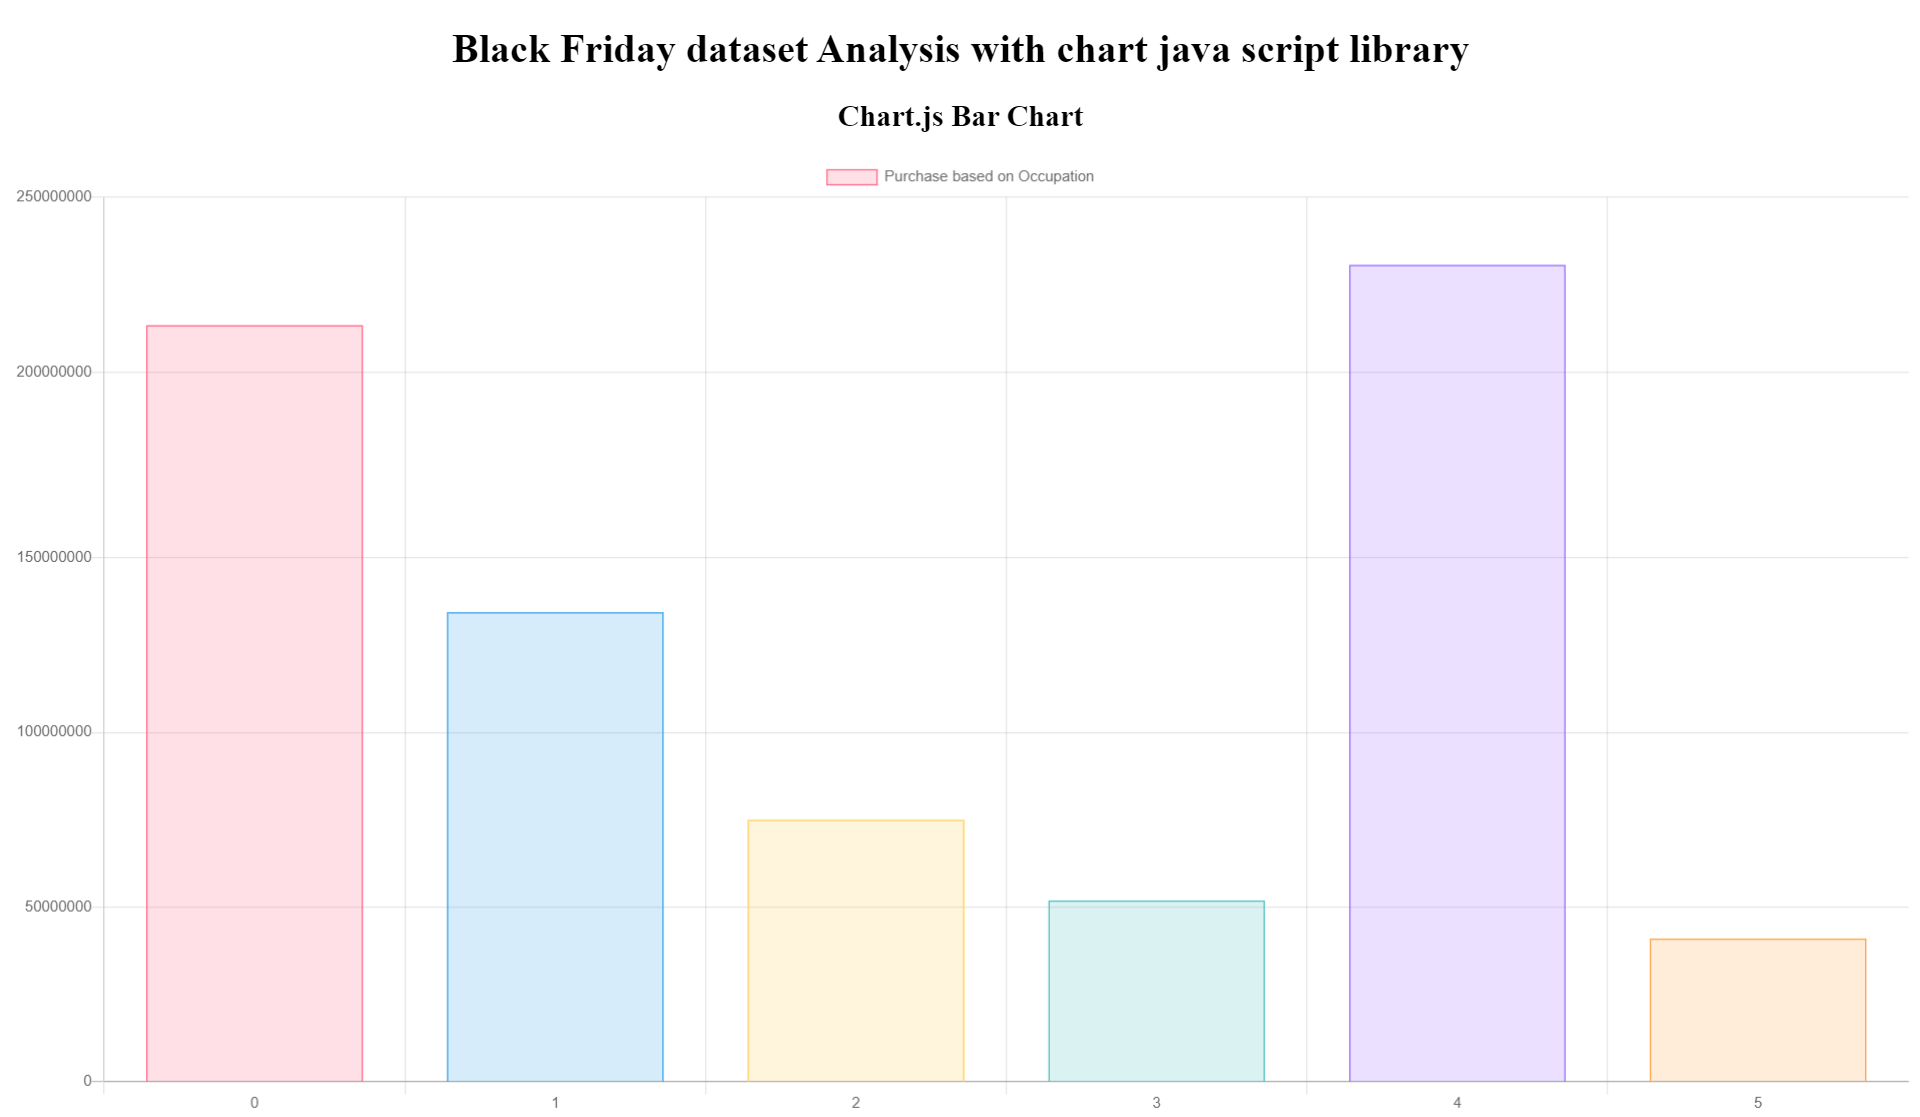 Black Friday dataset Analysis with chart java script library
Chart.js Bar Chart
Purchase based on Occupation
250000000
200000000
150000000
100000000
50000000
0
0 1 2 3 4 5